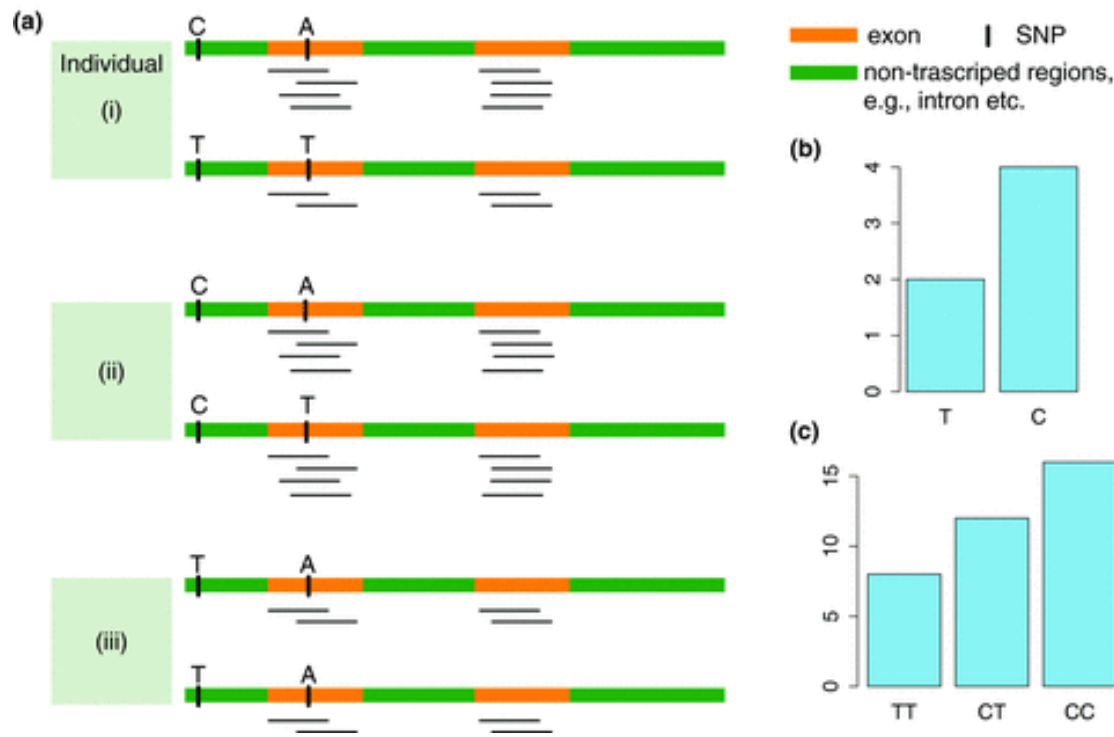 (a)
C A
Individual
(i)
T T
C A
(ii)
C T
T A
(iii)
T A
exon
SNP
non-trascriped regions,
e.g., intron etc.
(b)
4
3
2
1
0
T C
(c)
15
10
5
0
TT CT CC